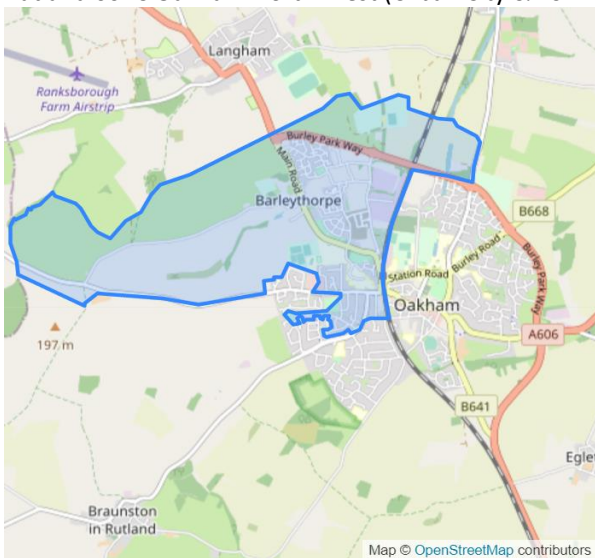 Langham
Ranksborough
Farm Airstrip
Burley Park Way
Main Road
Barleythorpe
B668
Burley Road
Station Road
Burley Park Way
Oakham
A606
197 m
B641
Braunston
in Rutland
Map © OpenStreetMap contributors